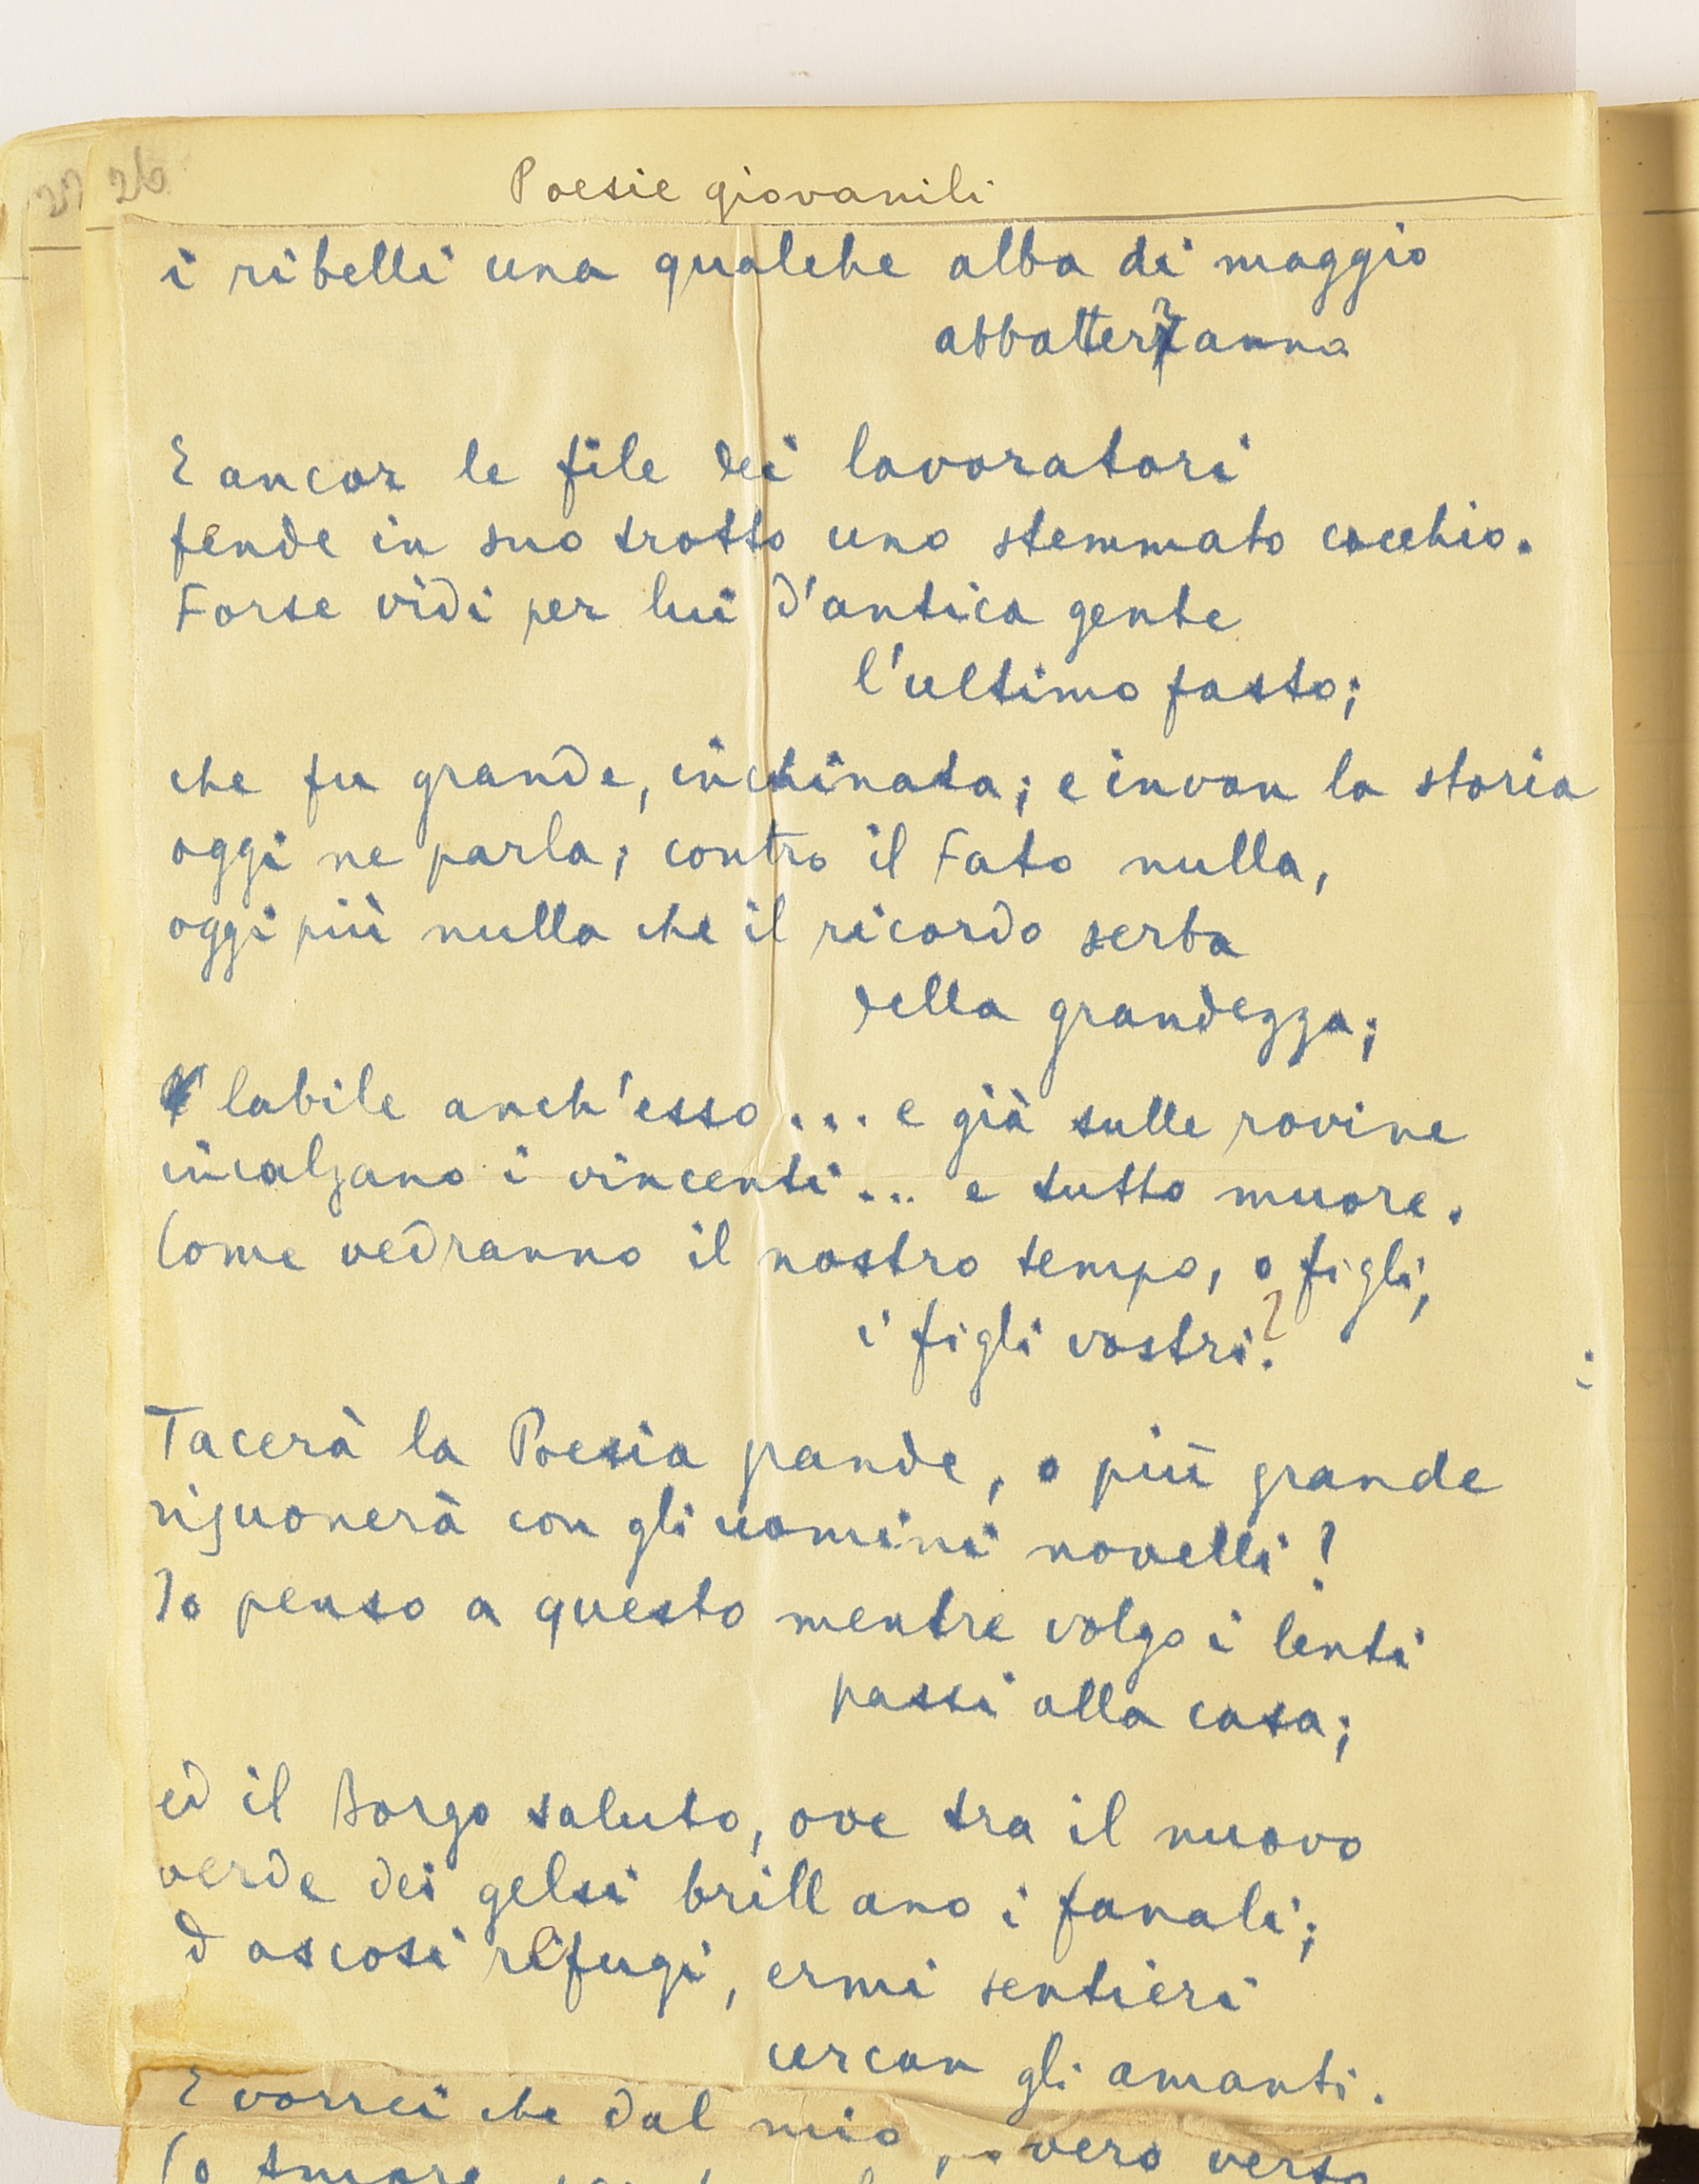 27 26
Poesie giovanili
i ribelli una qualche alba di maggio
abbatteranno
E ancor le file dei lavoratori
fende in suo trotto uno stemmato cocchio.
Forse vidi per lui d'antica gente
l'ultimo fasto;
che fu grande, inchinata; e invan la storia
oggi ne parla; contro il Fato nulla,
oggi più nulla che il ricordo serba
della grandezza;
labile anch'esso... e già sulle rovine
incalzano i vincenti... e tutto muore.
Come vedranno il nostro tempo, o figli,
i figli vostri?
Tacerà la Poesia grande, o più grande
risuonerà con gli uomini novelli?
Io penso a questo mentre volgo i lenti
passi alla casa;
ed il Borgo saluto, ove tra il nuovo
verde dei gelsi brillano i fanali;
d ascosi rifugi, ermi sentieri
cercan gli amanti.
E vorrei che dal mio vero verso